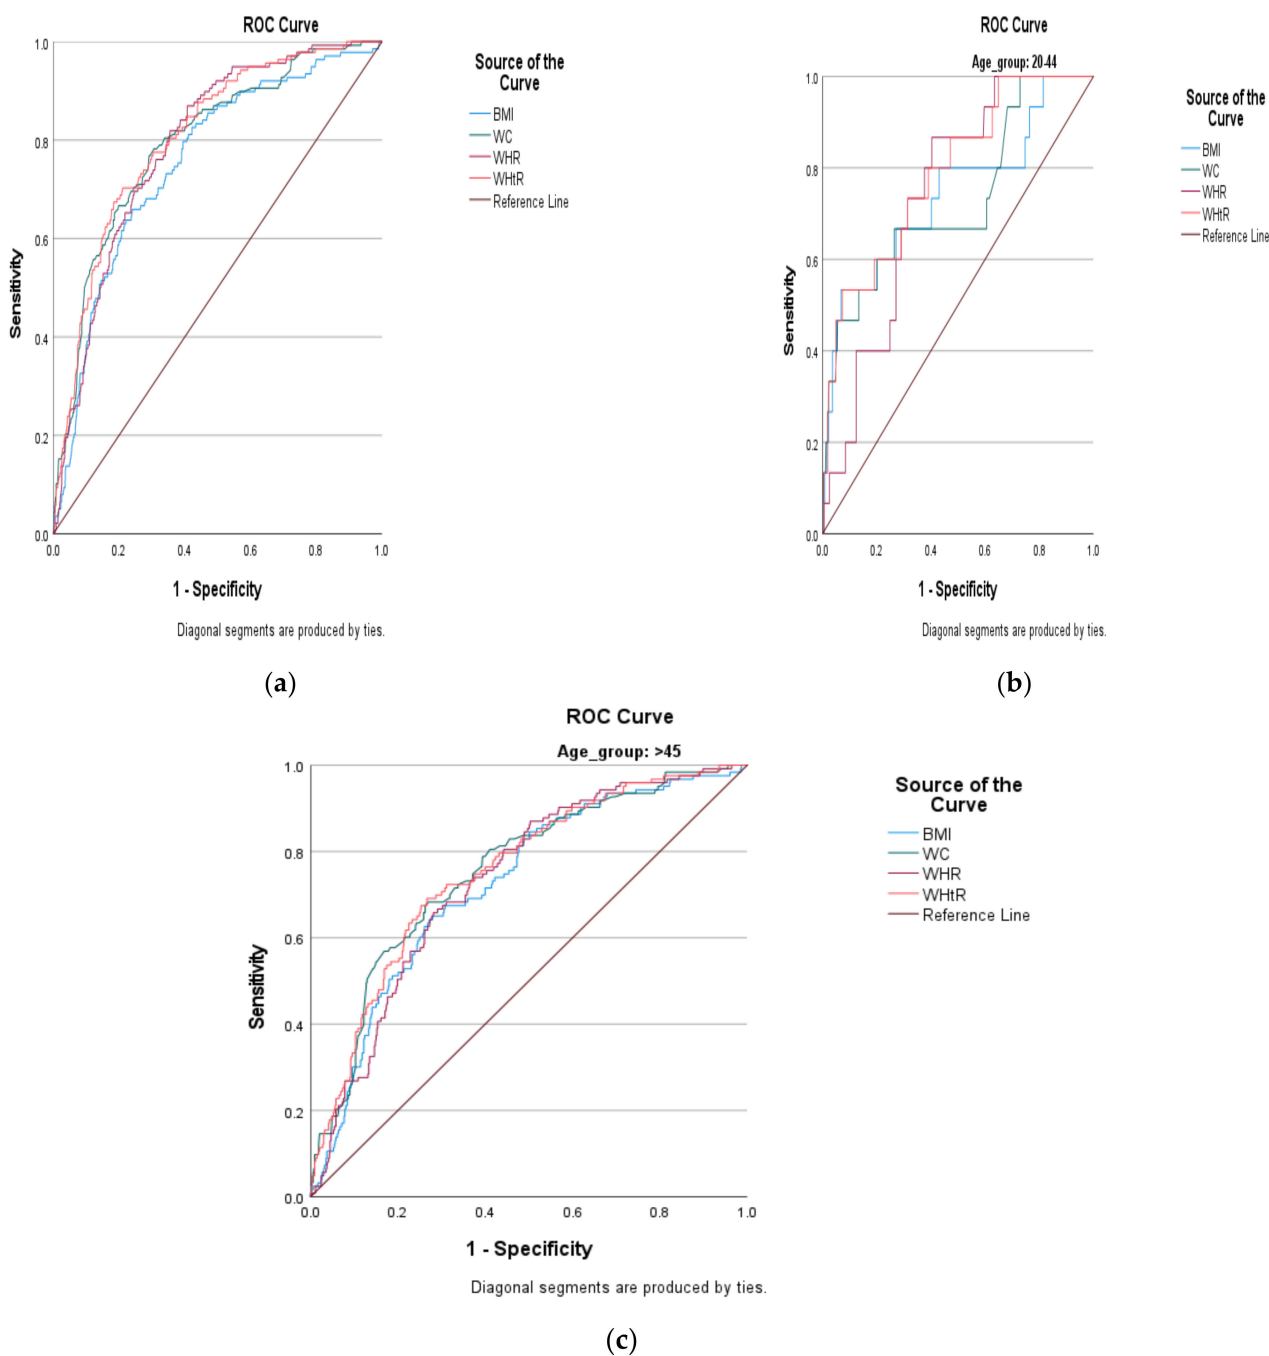 ROC Curve
Source of the
Curve
BMI
WC
WHR
WHtR
Reference Line
Sensitivity
1.0
0.8
0.6
0.4
0.2
0.0
0.0 0.2 0.4 0.6 0.8 1.0
1 - Specificity
Diagonal segments are produced by ties.
(a)
ROC Curve
Age_group: 20-44
Source of the
Curve
BMI
WC
WHR
WHtR
Reference Line
Sensitivity
1.0
0.8
0.6
0.4
0.2
0.0
0.0 0.2 0.4 0.6 0.8 1.0
1 - Specificity
Diagonal segments are produced by ties.
(b)
ROC Curve
Age_group: >45
Source of the
Curve
BMI
WC
WHR
WHtR
Reference Line
Sensitivity
1.0
0.8
0.6
0.4
0.2
0.0
0.0 0.2 0.4 0.6 0.8 1.0
1 - Specificity
Diagonal segments are produced by ties.
(c)